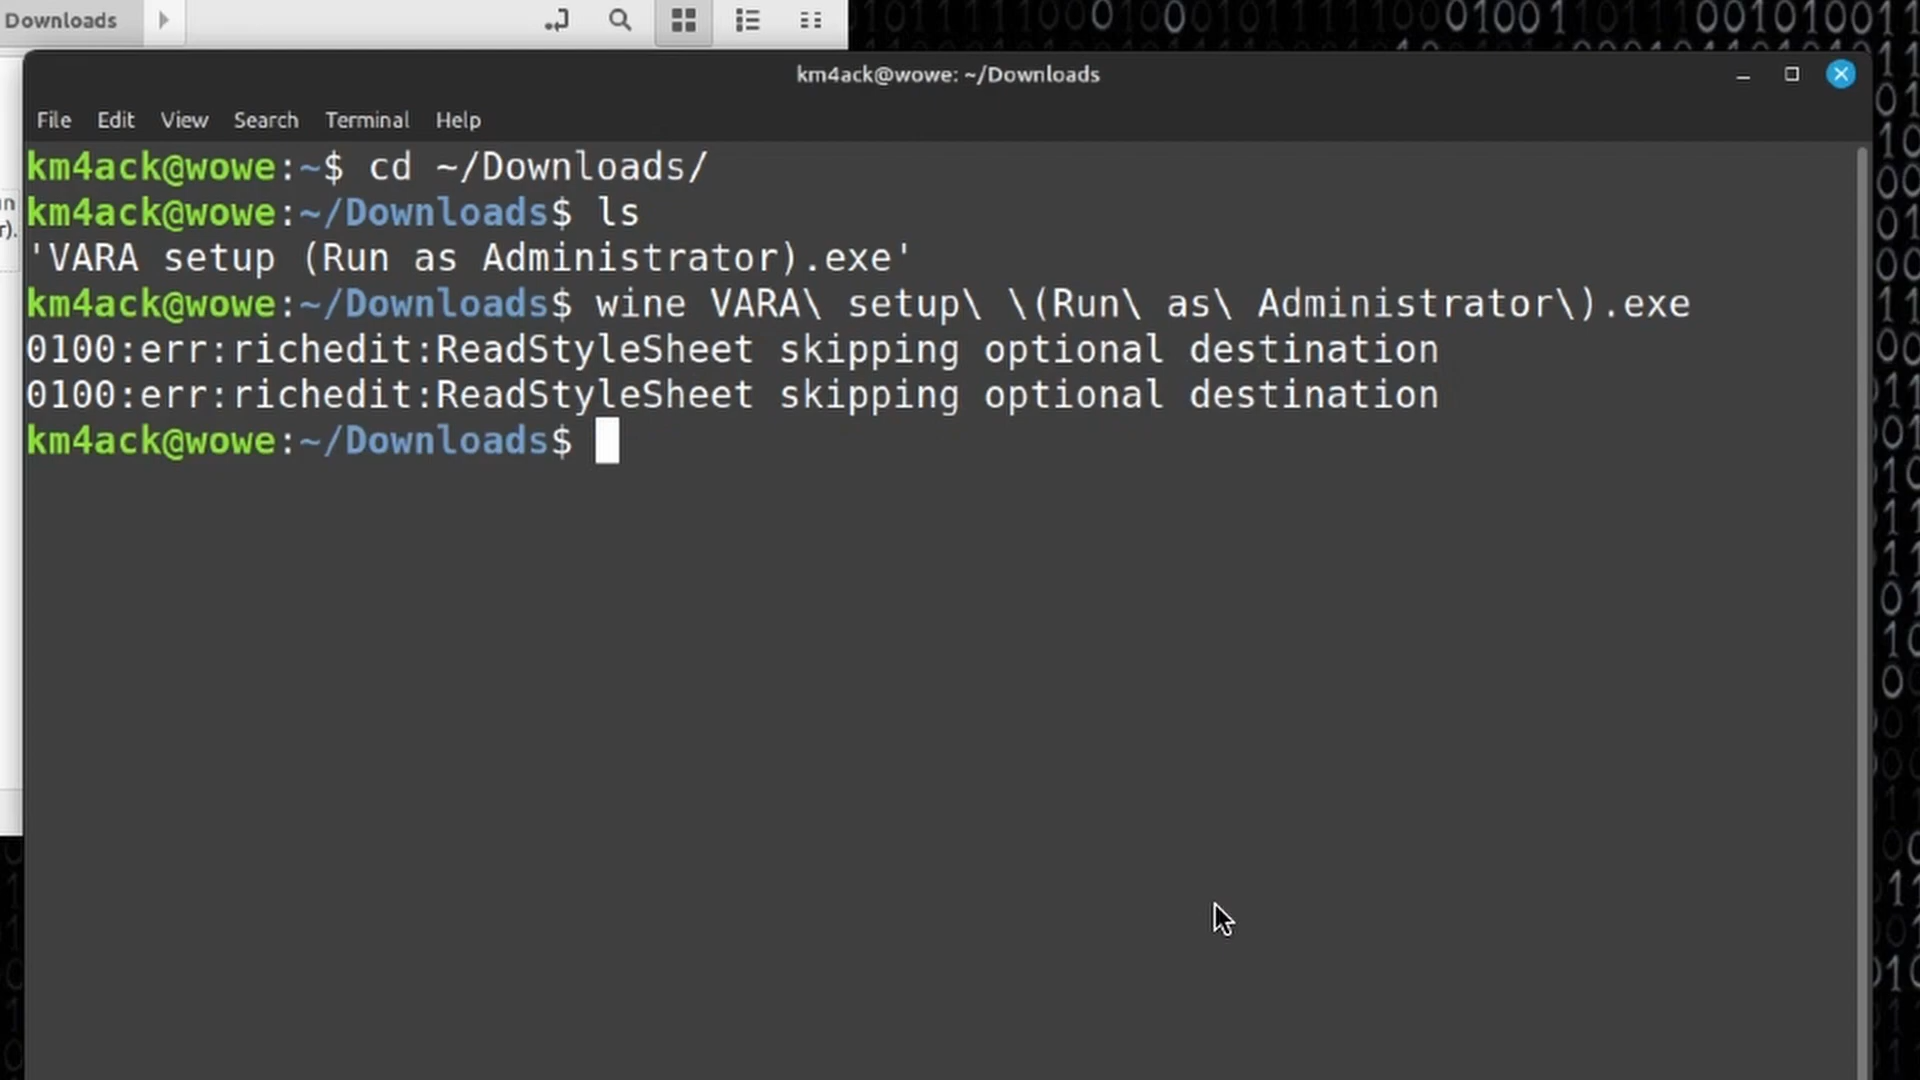 Downloads
km4ack@wowe: ~/Downloads
File Edit View Search Terminal Help
km4ack@wowe:~$ cd ~/Downloads/
km4ack@wowe:~/Downloads$ ls
'VARA setup (Run as Administrator).exe'
km4ack@wowe:~/Downloads$ wine VARA\ setup\ \(Run\ as\ Administrator\).exe
0100:err:richedit:ReadStyleSheet skipping optional destination
0100:err:richedit:ReadStyleSheet skipping optional destination
km4ack@wowe:~/Downloads$